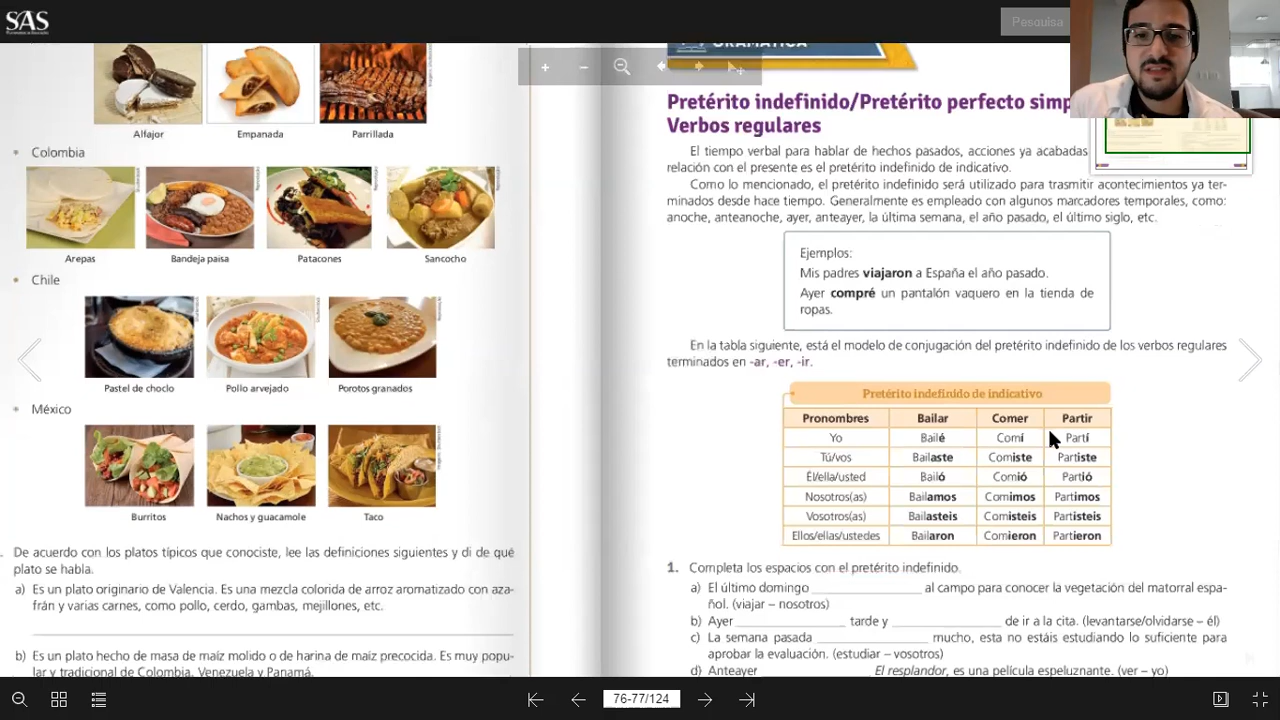 SAS
Pesquisa
Alfajor Empanada Parrillada
• Colombia
Arepas Bandeja paisa Patacones Sancocho
• Chile
Pastel de choclo Pollo arvejado Porotos granados
• México
Burritos Nachos y guacamole Taco
De acuerdo con los platos típicos que conociste, lee las definiciones siguientes y di de qué
plato se habla.
a) Es un plato originario de Valencia. Es una mezcla colorida de arroz aromatizado con aza-
frán y varias carnes, como pollo, cerdo, gambas, mejillones, etc.
b) Es un plato hecho de masa de maíz molido o de harina de maíz precocida. Es muy popu-
lar y tradicional de Colombia, Venezuela y Panamá.
GRAMÁTICA
Pretérito indefinido/Pretérito perfecto simp
Verbos regulares
El tiempo verbal para hablar de hechos pasados, acciones ya acabadas
relación con el presente es el pretérito indefinido de indicativo.
Como lo mencionado, el pretérito indefinido será utilizado para trasmitir acontecimientos ya ter-
minados desde hace tiempo. Generalmente es empleado con algunos marcadores temporales, como:
anoche, anteanoche, ayer, anteayer, la última semana, el año pasado, el último siglo, etc.
Ejemplos:
Mis padres viajaron a España el año pasado.
Ayer compré un pantalón vaquero en la tienda de
ropas.
En la tabla siguiente, está el modelo de conjugación del pretérito indefinido de los verbos regulares
terminados en -ar, -er, -ir.
Pretérito indefinido de indicativo
Pronombres Bailar Comer Partir
Yo Bailé Comí Partí
Tú/vos Bailaste Comiste Partiste
Él/ella/usted Bailó Comió Partió
Nosotros(as) Bailamos Comimos Partimos
Vosotros(as) Bailasteis Comisteis Partisteis
Ellos/ellas/ustedes Bailaron Comieron Partieron
1. Completa los espacios con el pretérito indefinido.
a) El último domingo ____ al campo para conocer la vegetación del matorral espa-
ñol. (viajar – nosotros)
b) Ayer ____ tarde y ____ de ir a la cita. (levantarse/olvidarse – él)
c) La semana pasada ____ mucho, esta no estáis estudiando lo suficiente para
aprobar la evaluación. (estudiar – vosotros)
d) Anteayer ____ El resplandor, es una película espeluznante. (ver – yo)
76-77/124